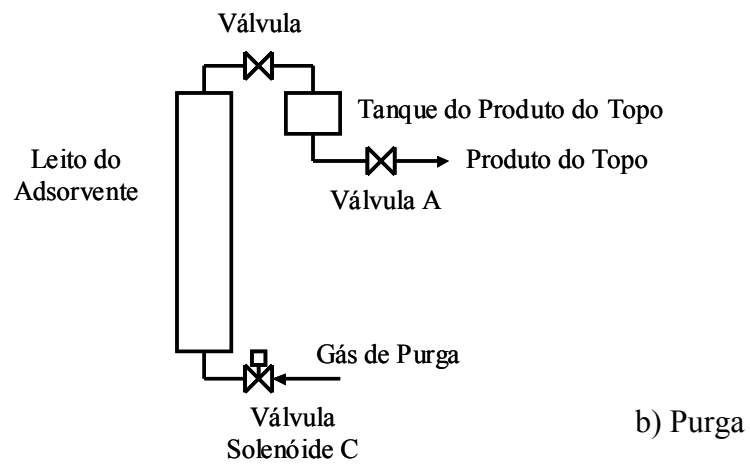 Válvula
Tanque do Produto do Topo
Leito do
Adsorvente
Produto do Topo
Válvula A
Gás de Purga
Válvula
Solenóide C
b) Purga